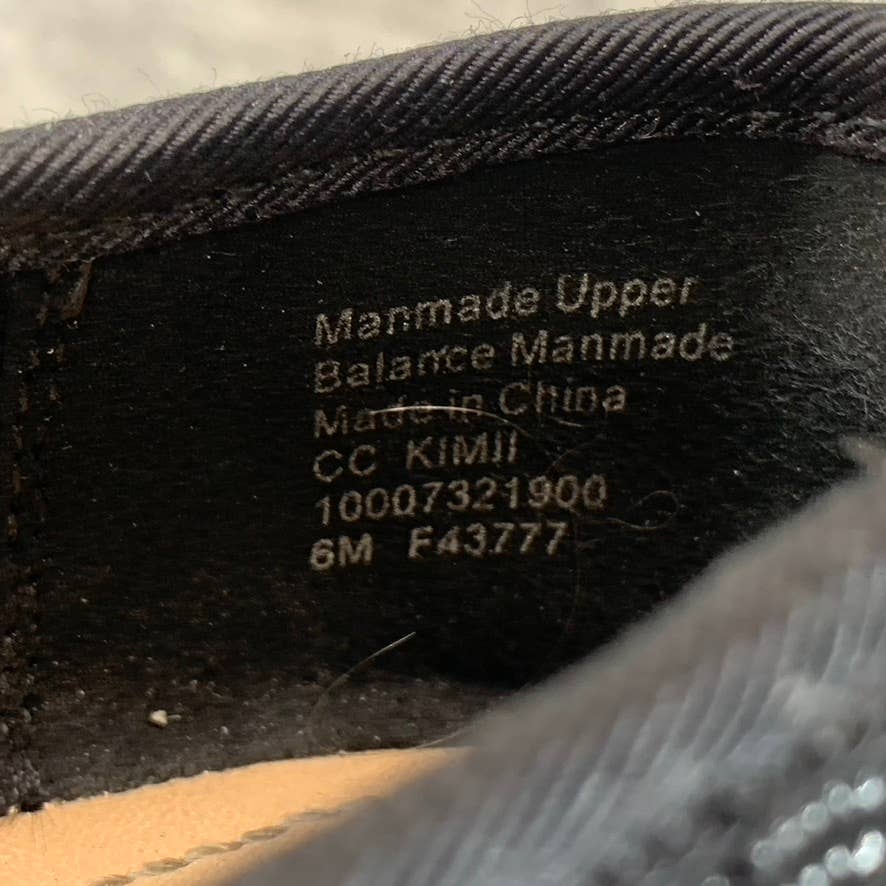 Manmade Upper
Balance Manmade
Made in China
CC KIMII
10007321900
6M F43777